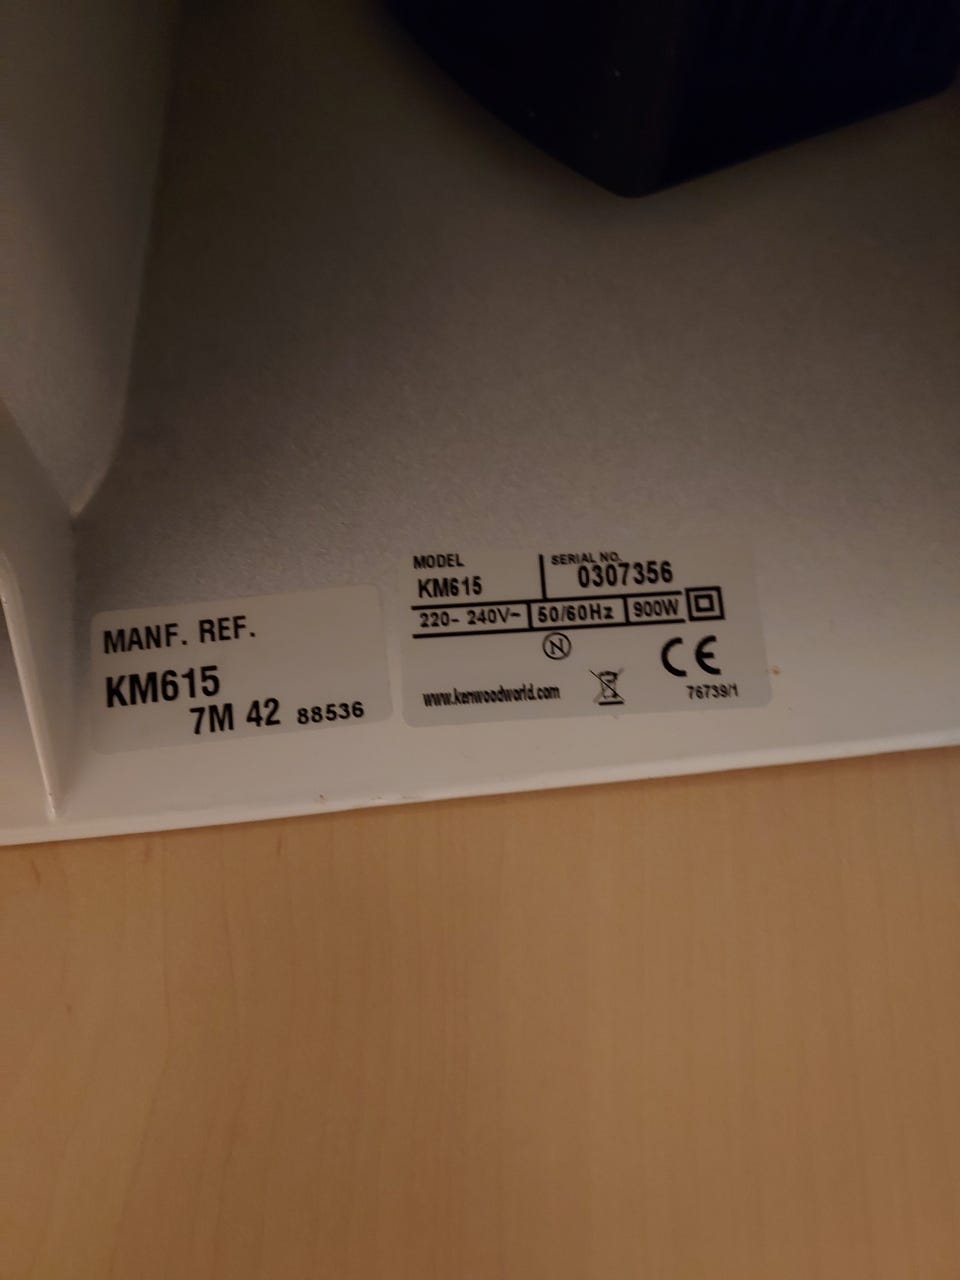 MANF. REF.
KM615
7M 42 88536
MODEL
KM615
SERIAL NO.
0307356
220- 240V~ 50/60Hz 900W
N
CE
www.kenwoodworld.com
76739/1